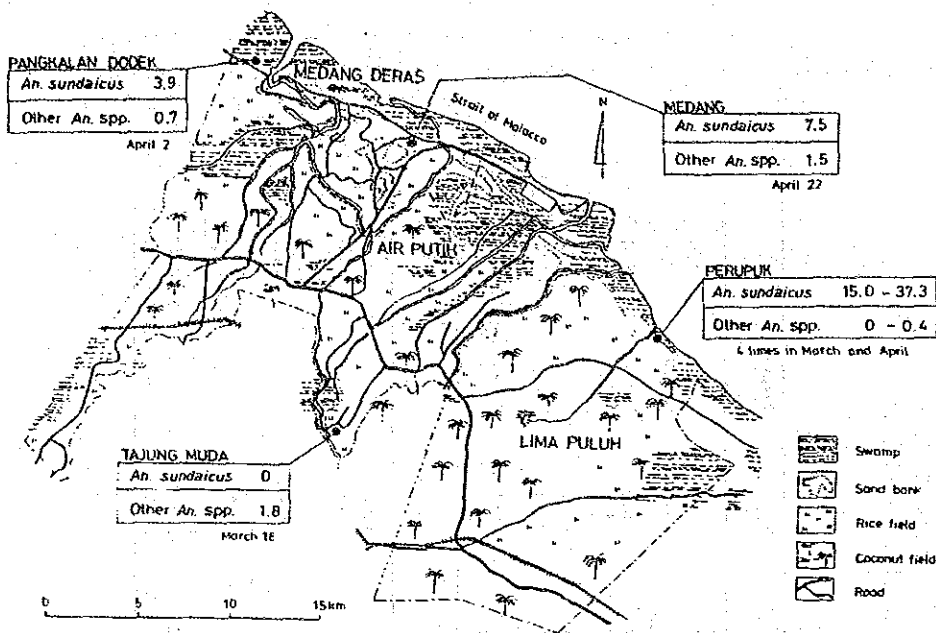 PANGKALAN DODEK
An. sundaicus 3.9
Other An. spp. 0.7
April 2
MEDANG DERAS
Strait of Malacca
N
MEDANG
An. sundaicus 7.5
Other An. spp. 1.5
April 22
AIR PUTIH
PERUPUK
An. sundaicus 15.0 - 37.3
Other An. spp. 0 - 0.4
4 times in March and April
TAJUNG MUDA
An. sundaicus 0
Other An. spp. 1.8
March 18
LIMA PULUH
Swamp
Sand bank
Rice field
Coconut field
Road
0 5 10 15km